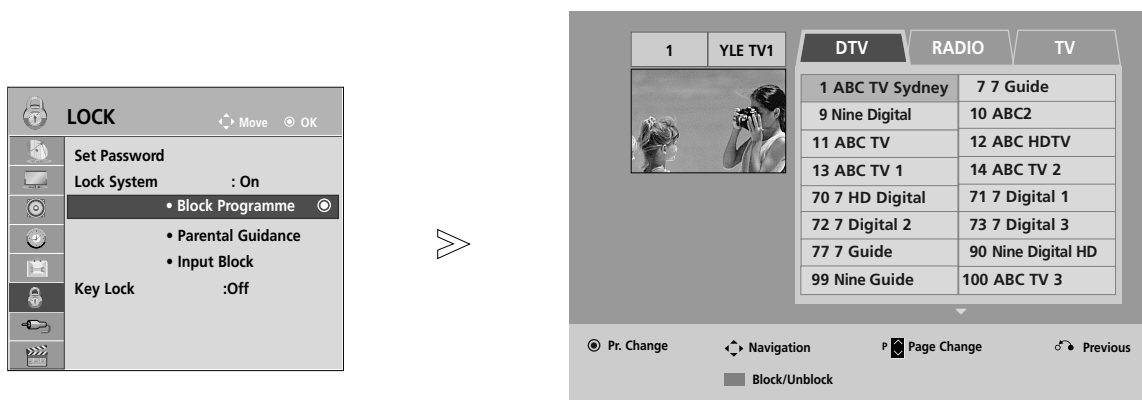 LOCK
Move OK
Set Password
Lock System : On
• Block Programme
• Parental Guidance
• Input Block
Key Lock :Off
1 YLE TV1
DTV RADIO TV
1 ABC TV Sydney 7 7 Guide
9 Nine Digital 10 ABC2
11 ABC TV 12 ABC HDTV
13 ABC TV 1 14 ABC TV 2
70 7 HD Digital 71 7 Digital 1
72 7 Digital 2 73 7 Digital 3
77 7 Guide 90 Nine Digital HD
99 Nine Guide 100 ABC TV 3
Pr. Change Navigation P Page Change Previous
Block/Unblock